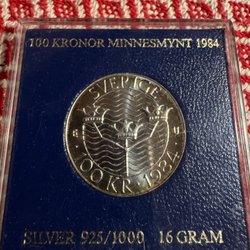 100 KRONOR MINNESMYNT 1984
SVERIGE
100 KR. 1984
SILVER 925/1000 16 GRAM